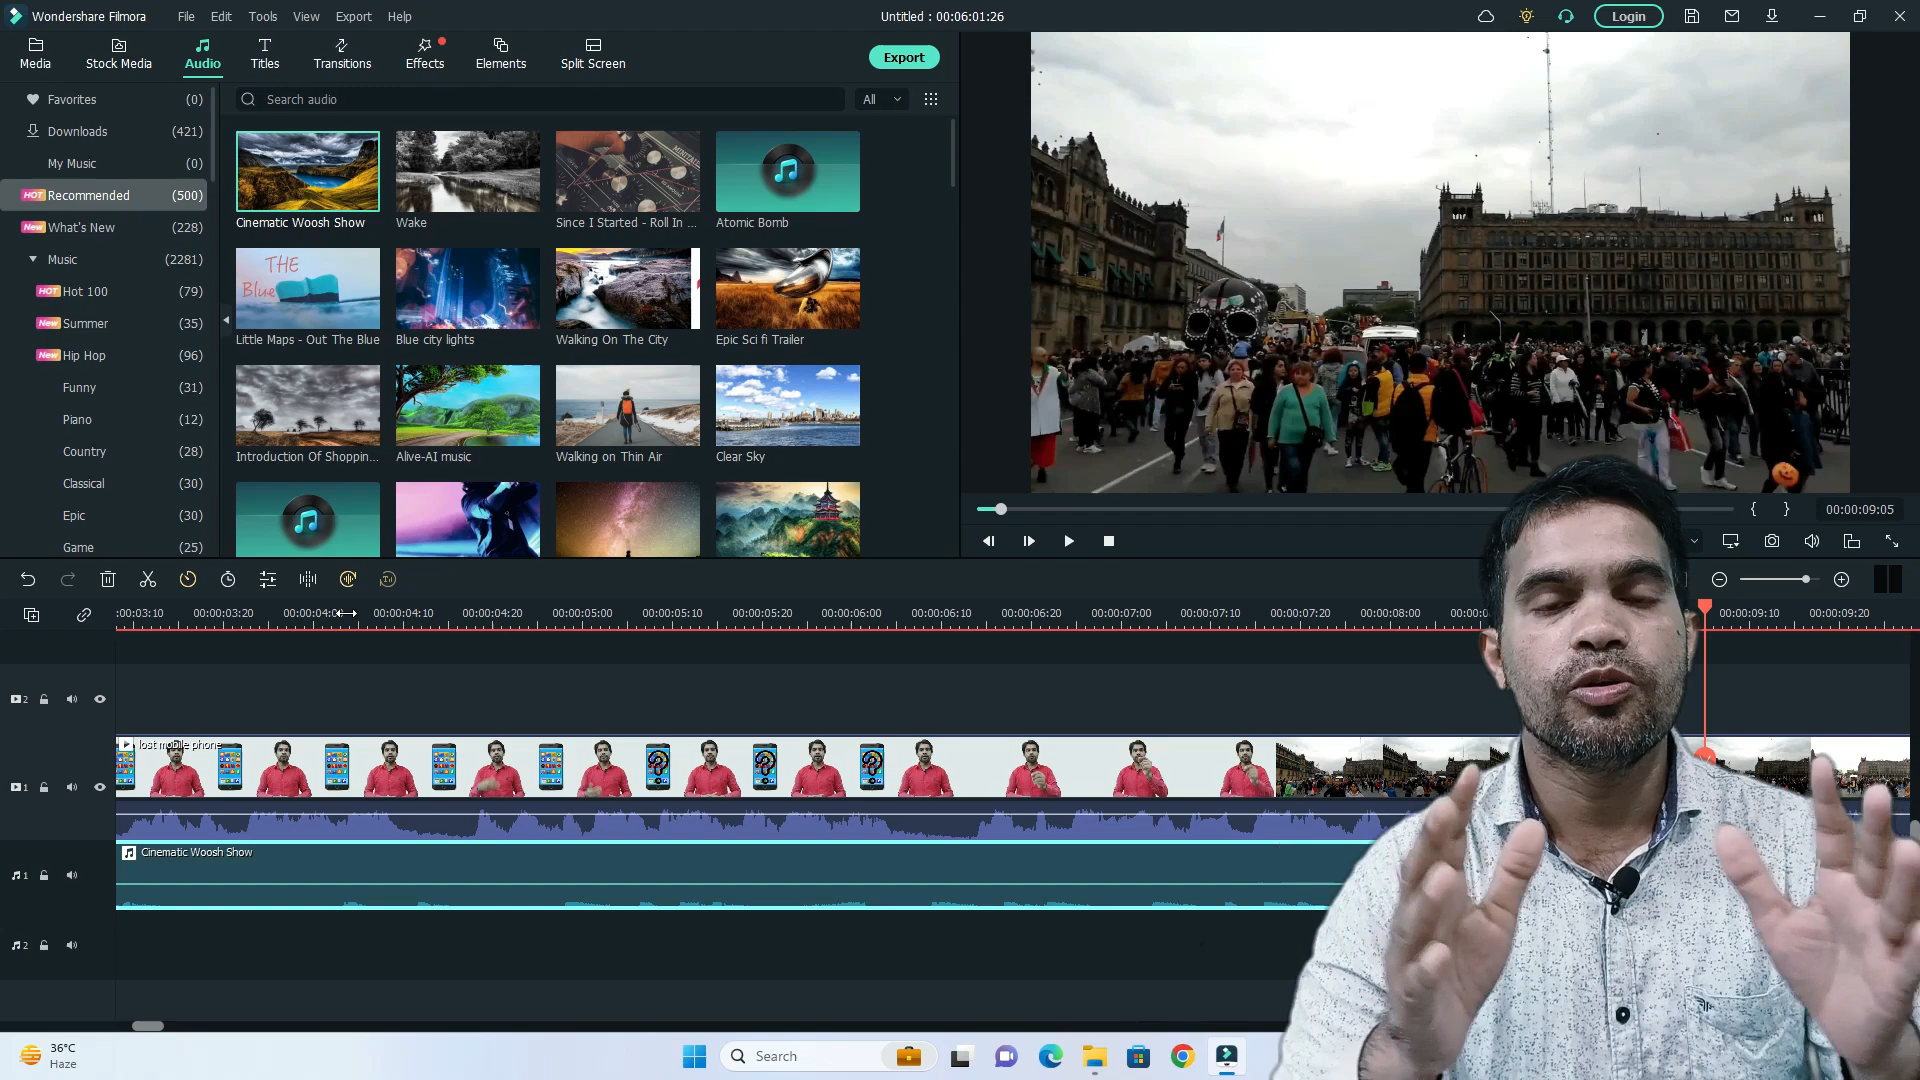 Wondershare Filmora
File
Edit
Tools
View
Export
Help
Untitled : 00:06:01:26
Login
Media
Stock Media
Audio
Titles
Transitions
Effects
Elements
Split Screen
Export
Favorites (0)
Downloads (421)
My Music (0)
HOT Recommended (500)
New What's New (228)
Music (2281)
HOT Hot 100 (79)
New Summer (35)
New Hip Hop (96)
Funny (31)
Piano (12)
Country (28)
Classical (30)
Epic (30)
Game (25)
Search audio
All
Cinematic Woosh Show
Wake
Since I Started - Roll In ...
Atomic Bomb
THE
Blue
Little Maps - Out The Blue
Blue city lights
Walking On The City
Epic Sci fi Trailer
Introduction Of Shoppin...
Alive-AI music
Walking on Thin Air
Clear Sky
{ }
00:00:09:05
:00:03:10
00:00:03:20
00:00:04:10
00:00:04:20
00:00:05:00
00:00:05:10
00:00:05:20
00:00:06:00
00:00:06:10
00:00:06:20
00:00:07:00
00:00:07:10
00:00:07:20
00:00:08:00
00:00:09:10
00:00:09:20
2
1
lost mobile phone
1
Cinematic Woosh Show
2
36°C
Haze
Search